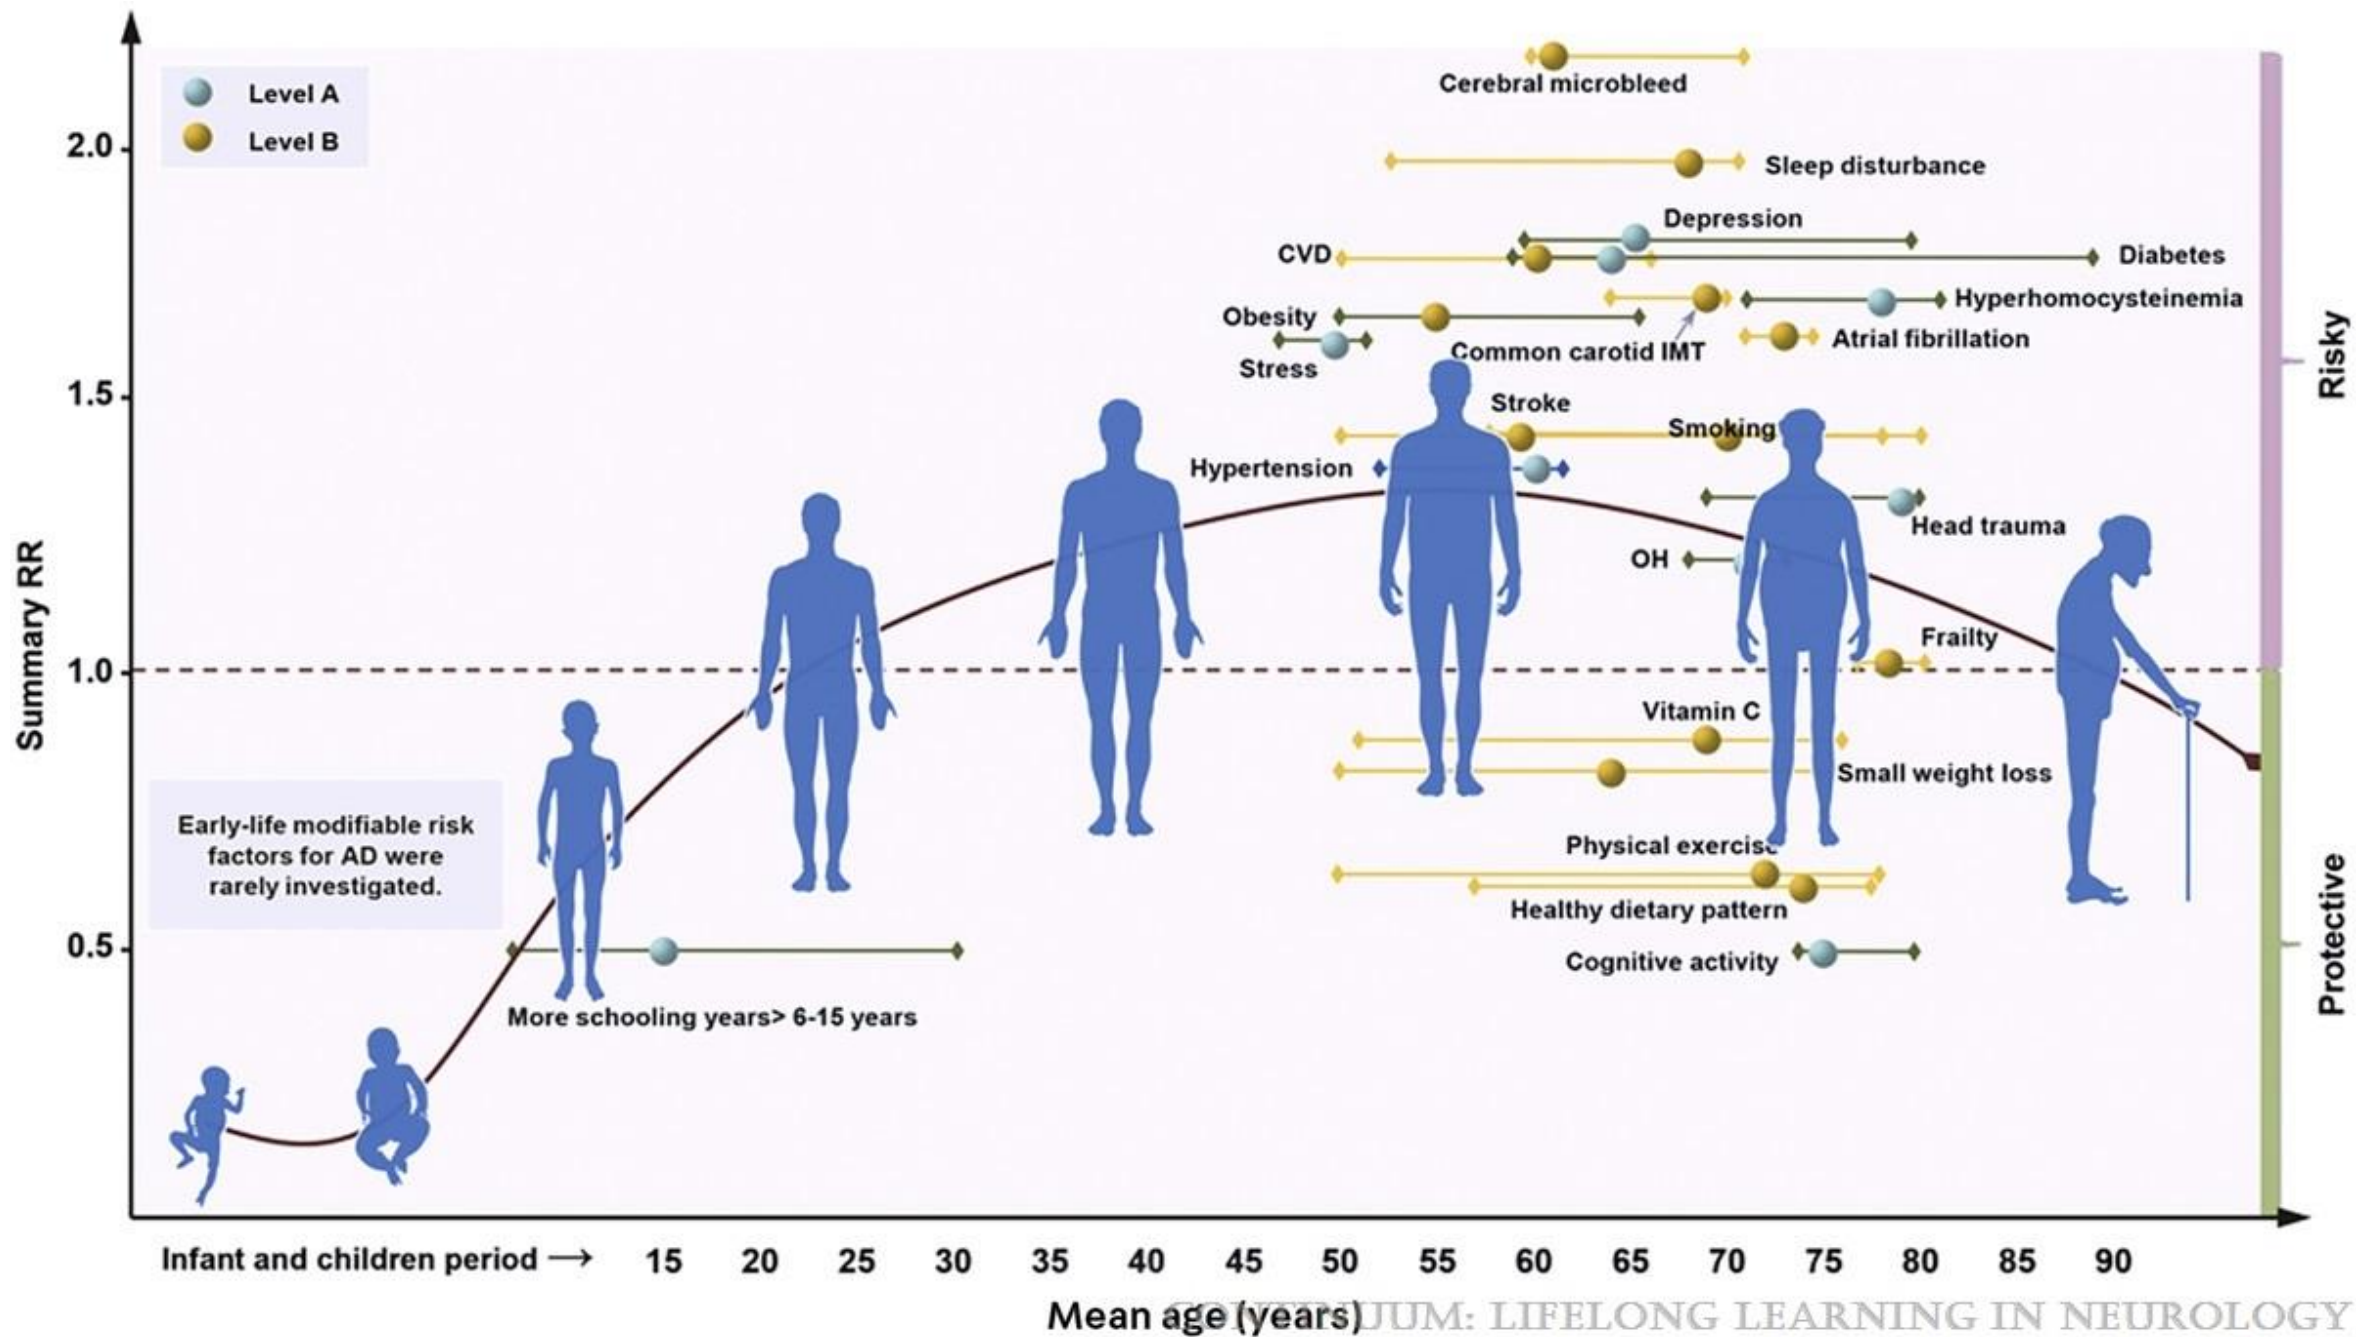 Level A
Level B
Cerebral microbleed
2.0
Sleep disturbance
Depression
CVD
Diabetes
Hyperhomocysteinemia
Obesity
Atrial fibrillation
Common carotid IMT
Stress
1.5
Stroke
Smoking
Hypertension
Head trauma
OH
Frailty
1.0
Vitamin C
Small weight loss
Early-life modifiable risk
factors for AD were
rarely investigated.
Physical exercise
Healthy dietary pattern
0.5
Cognitive activity
More schooling years> 6-15 years
Summary RR
Risky
Protective
Infant and children period → 15 20 25 30 35 40 45 50 55 60 65 70 75 80 85 90
Mean age (years)
CONTINUUM: LIFELONG LEARNING IN NEUROLOGY